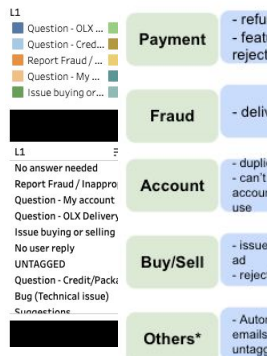 L1
Question - OLX ...
Question - Cred...
Report Fraud / ...
Question - My ...
Issue buying or...
L1
No answer needed
Report Fraud / Inappro
Question - My account
Question - OLX Delivery
Issue buying or selling
No user reply
UNTAGGED
Question - Credit/Packa
Bug (Technical issue)
Suggestions
Payment
- refu
- featu
reject
Fraud
- deliv
Account
- duplic
- can't
accoun
use
Buy/Sell
- issue
ad
- reject
Others*
- Autor
emails
untagg